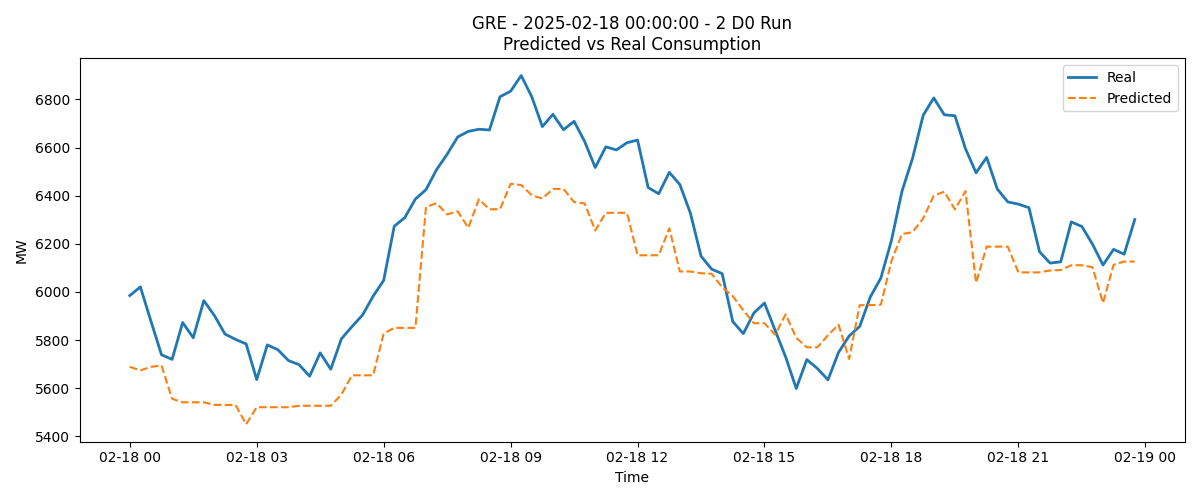 GRE - 2025-02-18 00:00:00 - 2 D0 Run
Predicted vs Real Consumption
Real
Predicted
MW
6800
6600
6400
6200
6000
5800
5600
5400
02-18 00
02-18 03
02-18 06
02-18 09
02-18 12
02-18 15
02-18 18
02-18 21
02-19 00
Time